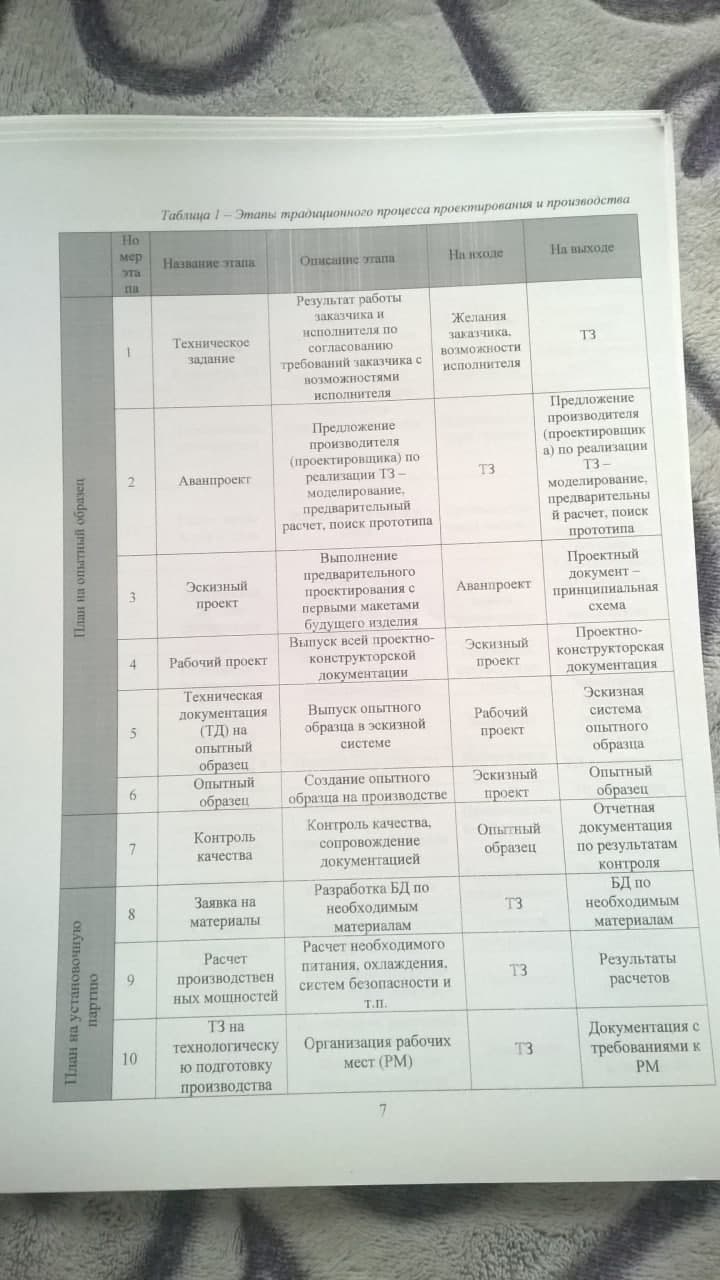 Таблица 1 – Этапы традиционного процесса проектирования и производства
Но
мер
эта
па
Название этапа
Описание этапа
На входе
На выходе
План на опытный образец
1
Техническое
задание
Результат работы
заказчика и
исполнителя по
согласованию
требований заказчика с
возможностями
исполнителя
Желания
заказчика,
возможности
исполнителя
ТЗ
2
Аванпроект
Предложение
производителя
(проектировщика) по
реализации ТЗ –
моделирование,
предварительный
расчет, поиск прототипа
ТЗ
Предложение
производителя
(проектировщик
а) по реализации
ТЗ –
моделирование,
предварительны
й расчет, поиск
прототипа
3
Эскизный
проект
Выполнение
предварительного
проектирования с
первыми макетами
будущего изделия
Аванпроект
Проектный
документ –
принципиальная
схема
4
Рабочий проект
Выпуск всей проектно-
конструкторской
документации
Эскизный
проект
Проектно-
конструкторская
документация
5
Техническая
документация
(ТД) на
опытный
образец
Выпуск опытного
образца в эскизной
системе
Рабочий
проект
Эскизная
система
опытного
образца
6
Опытный
образец
Создание опытного
образца на производстве
Эскизный
проект
Опытный
образец
7
Контроль
качества
Контроль качества,
сопровождение
документацией
Опытный
образец
Отчетная
документация
по результатам
контроля
План на установочную
партию
8
Заявка на
материалы
Разработка БД по
необходимым
материалам
ТЗ
БД по
необходимым
материалам
9
Расчет
производствен
ных мощностей
Расчет необходимого
питания, охлаждения,
систем безопасности и
т.п.
ТЗ
Результаты
расчетов
10
ТЗ на
технологическу
ю подготовку
производства
Организация рабочих
мест (РМ)
ТЗ
Документация с
требованиями к
РМ
7